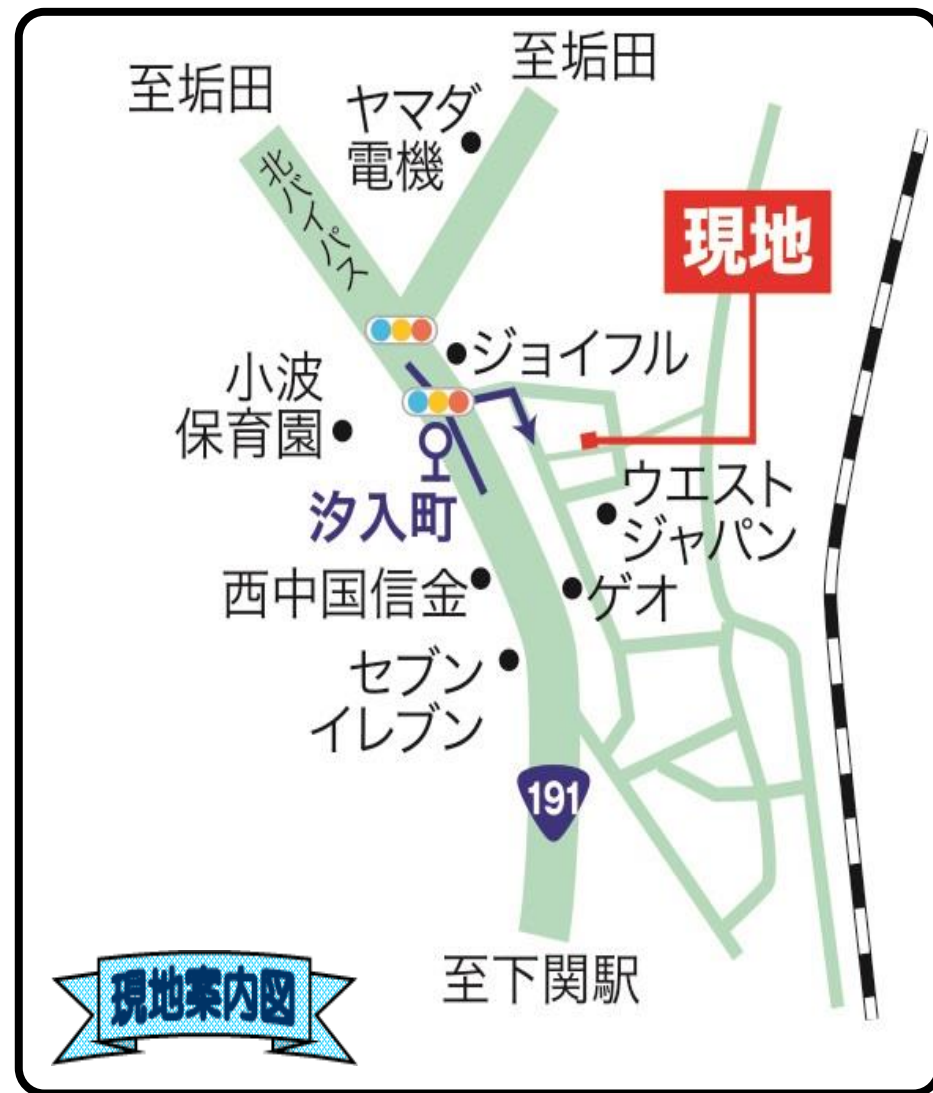 至垢田
至垢田
ヤマダ
電機
北バイパス
現地
ジョイフル
小波
保育園
汐入町
ウエスト
ジャパン
西中国信金
ゲオ
セブン
イレブン
191
至下関駅
現地案内図